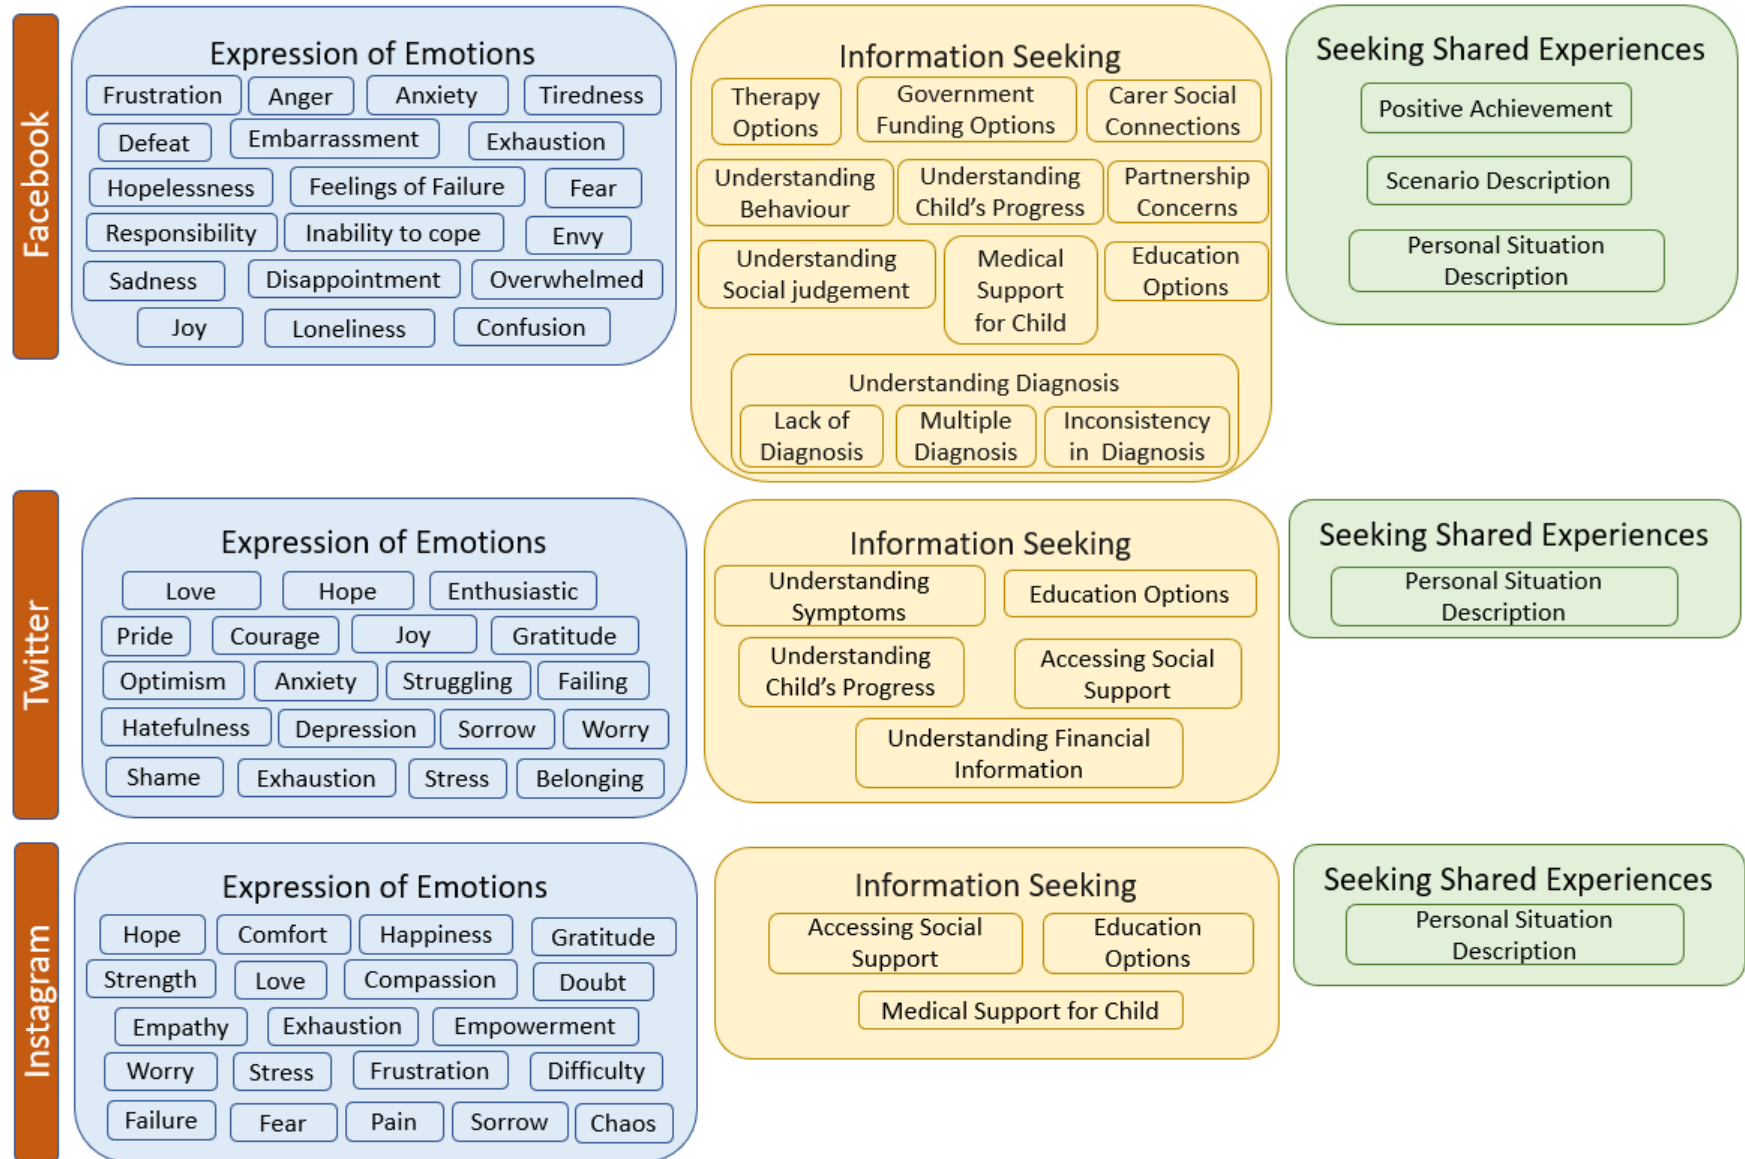 Facebook
Expression of Emotions
Frustration
Anger
Anxiety
Tiredness
Defeat
Embarrassment
Exhaustion
Hopelessness
Feelings of Failure
Fear
Responsibility
Inability to cope
Envy
Sadness
Disappointment
Overwhelmed
Joy
Loneliness
Confusion
Information Seeking
Therapy
Options
Government
Funding Options
Carer Social
Connections
Understanding
Behaviour
Understanding
Child's Progress
Partnership
Concerns
Understanding
Social judgement
Medical
Support
for Child
Education
Options
Understanding Diagnosis
Lack of
Diagnosis
Multiple
Diagnosis
Inconsistency
in Diagnosis
Seeking Shared Experiences
Positive Achievement
Scenario Description
Personal Situation
Description
Twitter
Expression of Emotions
Love
Hope
Enthusiastic
Pride
Courage
Joy
Gratitude
Optimism
Anxiety
Struggling
Failing
Hatefulness
Depression
Sorrow
Worry
Shame
Exhaustion
Stress
Belonging
Information Seeking
Understanding
Symptoms
Education Options
Understanding
Child's Progress
Accessing Social
Support
Understanding Financial
Information
Seeking Shared Experiences
Personal Situation
Description
Instagram
Expression of Emotions
Hope
Comfort
Happiness
Gratitude
Strength
Love
Compassion
Doubt
Empathy
Exhaustion
Empowerment
Worry
Stress
Frustration
Difficulty
Failure
Fear
Pain
Sorrow
Chaos
Information Seeking
Accessing Social
Support
Education
Options
Medical Support for Child
Seeking Shared Experiences
Personal Situation
Description